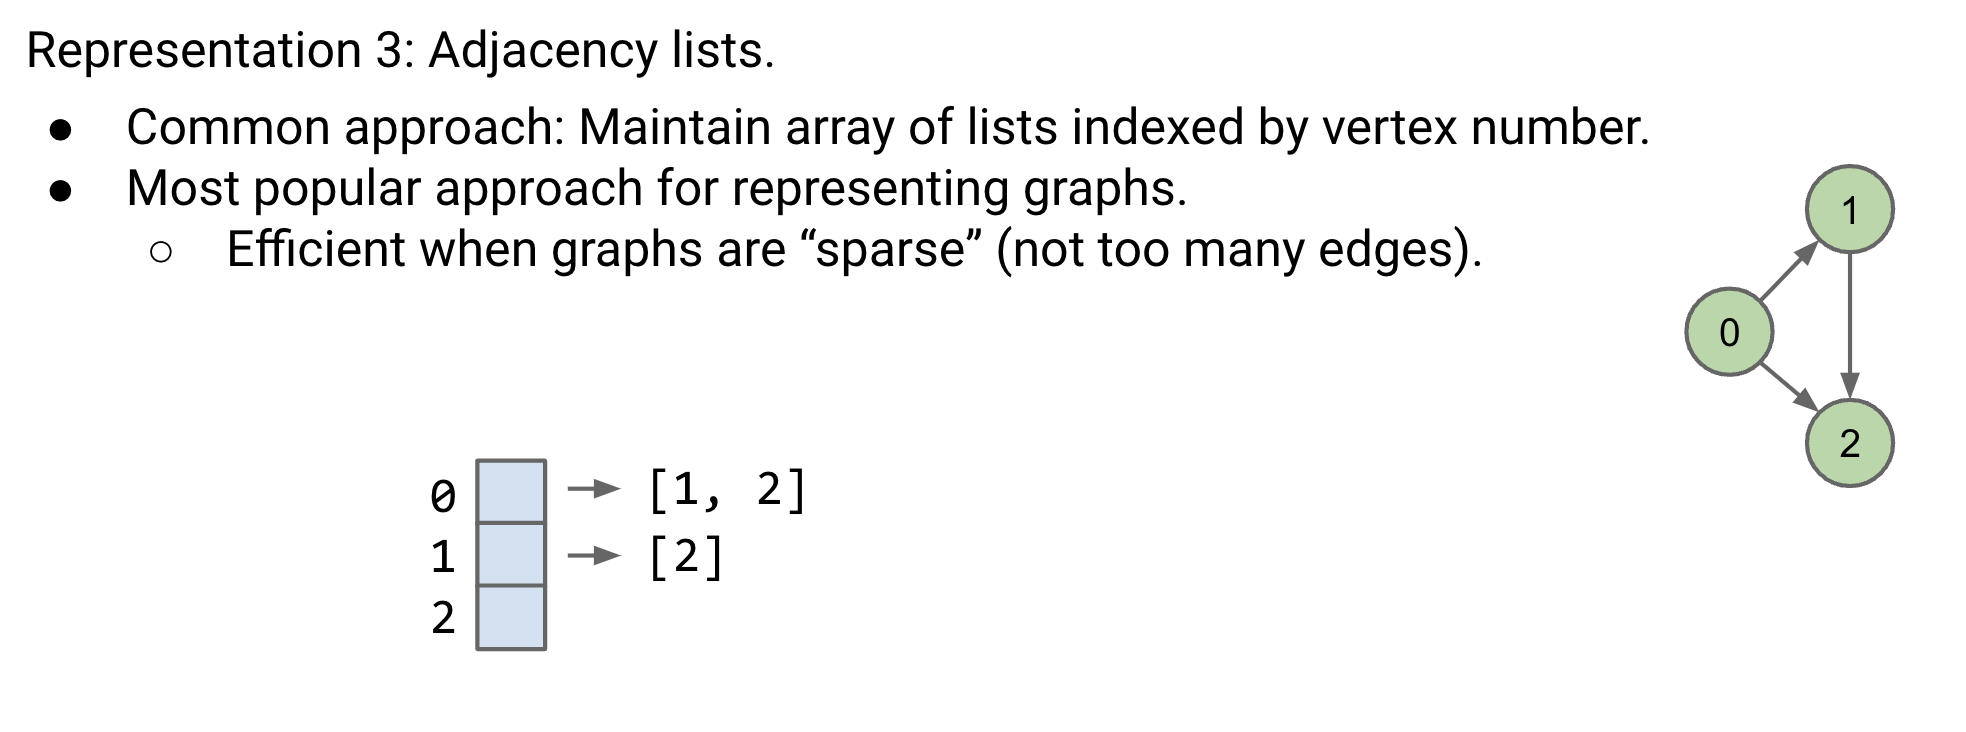 Representation 3: Adjacency lists.
● Common approach: Maintain array of lists indexed by vertex number.
● Most popular approach for representing graphs.
○ Efficient when graphs are “sparse” (not too many edges).
1
0
2
0 [1, 2]
1 [2]
2